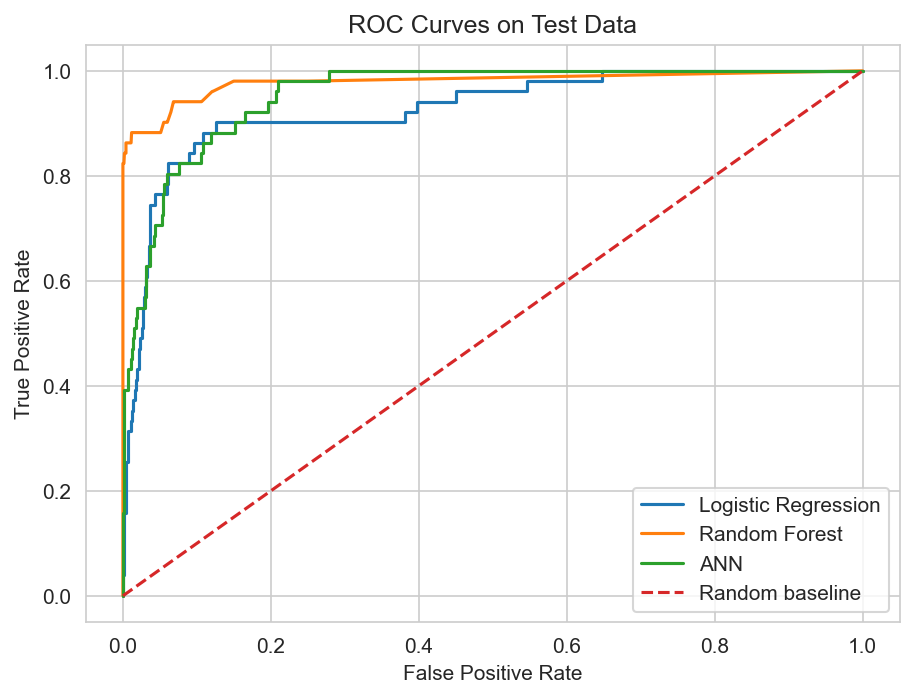 ROC Curves on Test Data
True Positive Rate
1.0
0.8
0.6
0.4
0.2
0.0
0.0 0.2 0.4 0.6 0.8 1.0
False Positive Rate
Logistic Regression
Random Forest
ANN
Random baseline